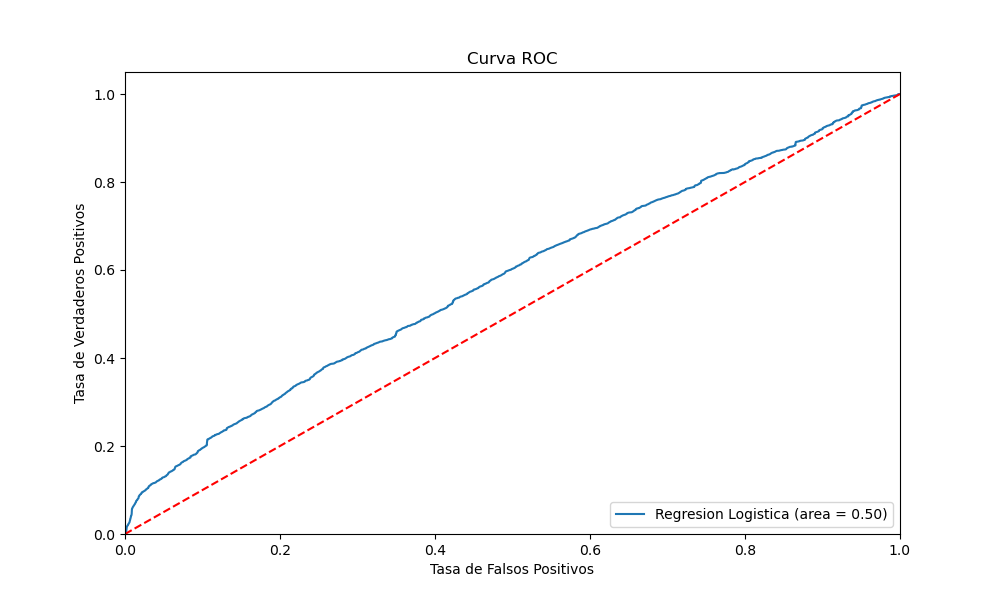 Curva ROC
1.0
0.8
0.6
0.4
0.2
0.0
Tasa de Verdaderos Positivos
0.0 0.2 0.4 0.6 0.8 1.0
Tasa de Falsos Positivos
Regresion Logistica (area = 0.50)